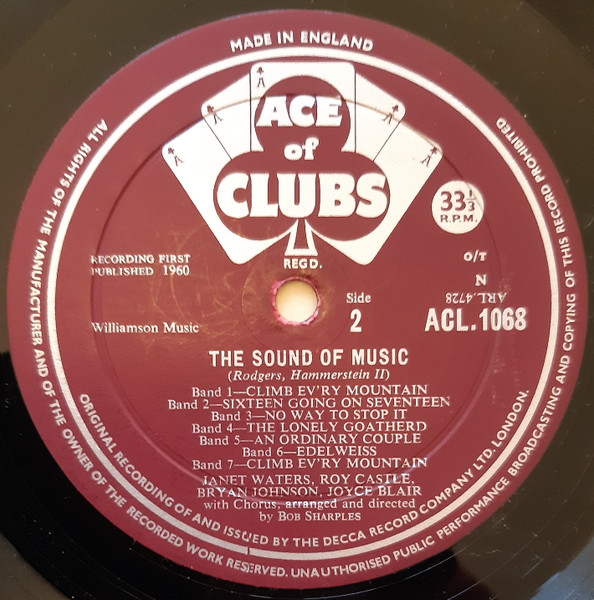 MADE IN ENGLAND
ACE
of
CLUBS
REGD.
33⅓
R.P.M.
RECORDING FIRST
PUBLISHED 1960
O/T
N
ARL.4728
Williamson Music
Side
2
ACL.1068
THE SOUND OF MUSIC
(Rodgers, Hammerstein II)
Band 1—CLIMB EV'RY MOUNTAIN
Band 2—SIXTEEN GOING ON SEVENTEEN
Band 3—NO WAY TO STOP IT
Band 4—THE LONELY GOATHERD
Band 5—AN ORDINARY COUPLE
Band 6—EDELWEISS
Band 7—CLIMB EV'RY MOUNTAIN
JANET WATERS, ROY CASTLE,
BRYAN JOHNSON, JOYCE BLAIR
with Chorus, arranged and directed
by BOB SHARPLES
ORIGINAL RECORDING OF AND ISSUED BY THE DECCA RECORD COMPANY LTD. LONDON.
ALL RIGHTS OF THE MANUFACTURER AND OF THE OWNER OF THE RECORDED WORK RESERVED. UNAUTHORISED PUBLIC PERFORMANCE BROADCASTING AND COPYING OF THIS RECORD PROHIBITED